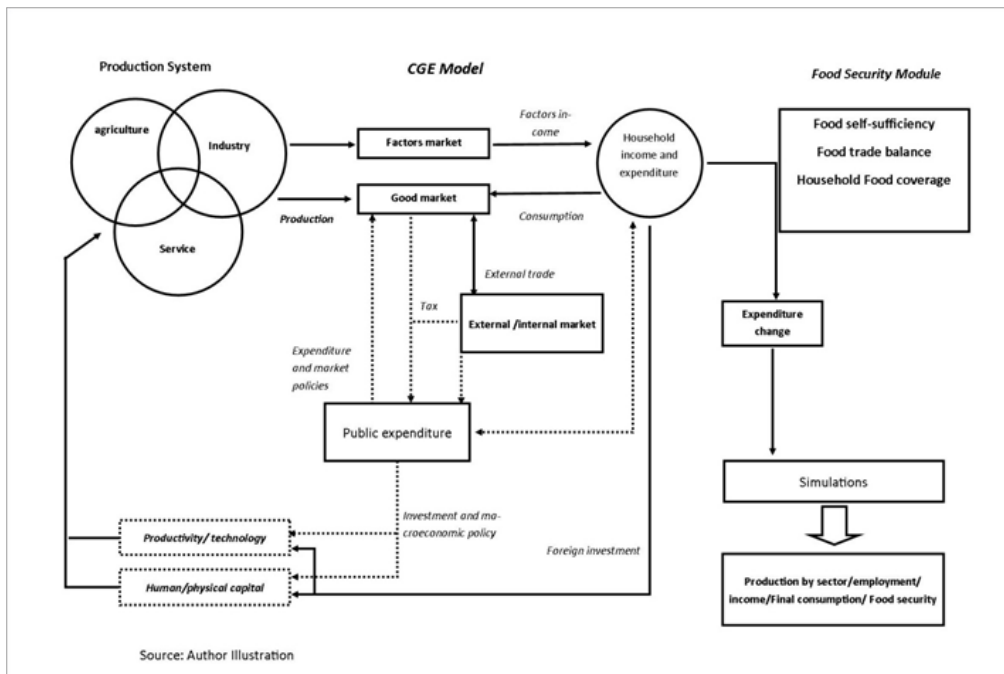 Production System
CGE Model
Food Security Module
agriculture
Industry
Service
Factors market
Factors in-
come
Household
income and
expenditure
Food self-sufficiency
Food trade balance
Household Food coverage
Good market
Production
Consumption
External trade
Tax
External /internal market
Expenditure
change
Expenditure
and market
policies
Public expenditure
Simulations
Investment and ma-
croeconomic policy
Productivity/ technology
Foreign investment
Human/physical capital
Production by sector/employment/
income/Final consumption/ Food security
Source: Author Illustration